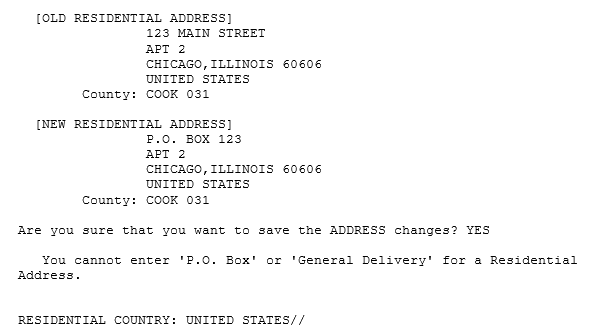 [OLD RESIDENTIAL ADDRESS]
123 MAIN STREET
APT 2
CHICAGO,ILLINOIS 60606
UNITED STATES
County: COOK 031
[NEW RESIDENTIAL ADDRESS]
P.O. BOX 123
APT 2
CHICAGO,ILLINOIS 60606
UNITED STATES
County: COOK 031
Are you sure that you want to save the ADDRESS changes? YES
You cannot enter 'P.O. Box' or 'General Delivery' for a Residential
Address.
RESIDENTIAL COUNTRY: UNITED STATES//